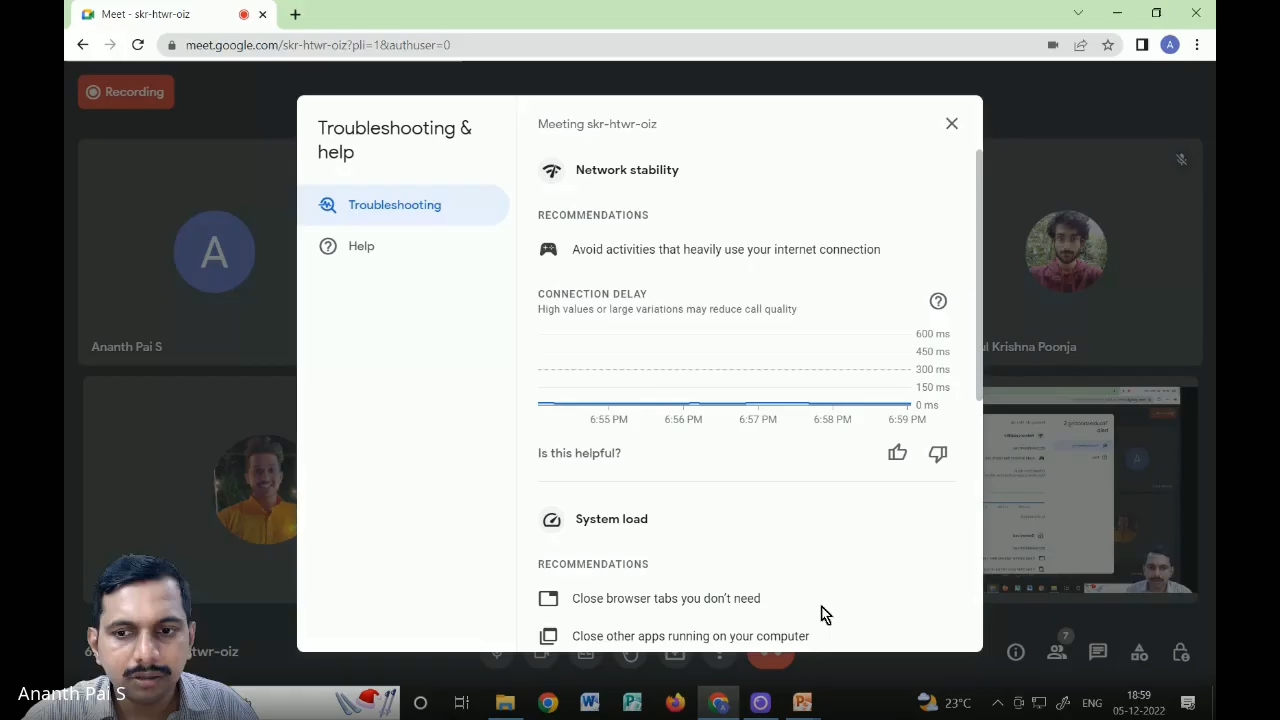 Meet - skr-htwr-oiz
meet.google.com/skr-htwr-oiz?pli=1&authuser=0
A
Recording
Troubleshooting &
help
Troubleshooting
Help
Meeting skr-htwr-oiz
Network stability
RECOMMENDATIONS
Avoid activities that heavily use your internet connection
CONNECTION DELAY
High values or large variations may reduce call quality
600 ms
450 ms
300 ms
150 ms
0 ms
6:55 PM 6:56 PM 6:57 PM 6:58 PM 6:59 PM
Is this helpful?
System load
RECOMMENDATIONS
Close browser tabs you don't need
Close other apps running on your computer
A
Ananth Pai S
Krishna Poonja
7
tw-oiz
Ananth Pai S
23°C
ENG
18:59
05-12-2022